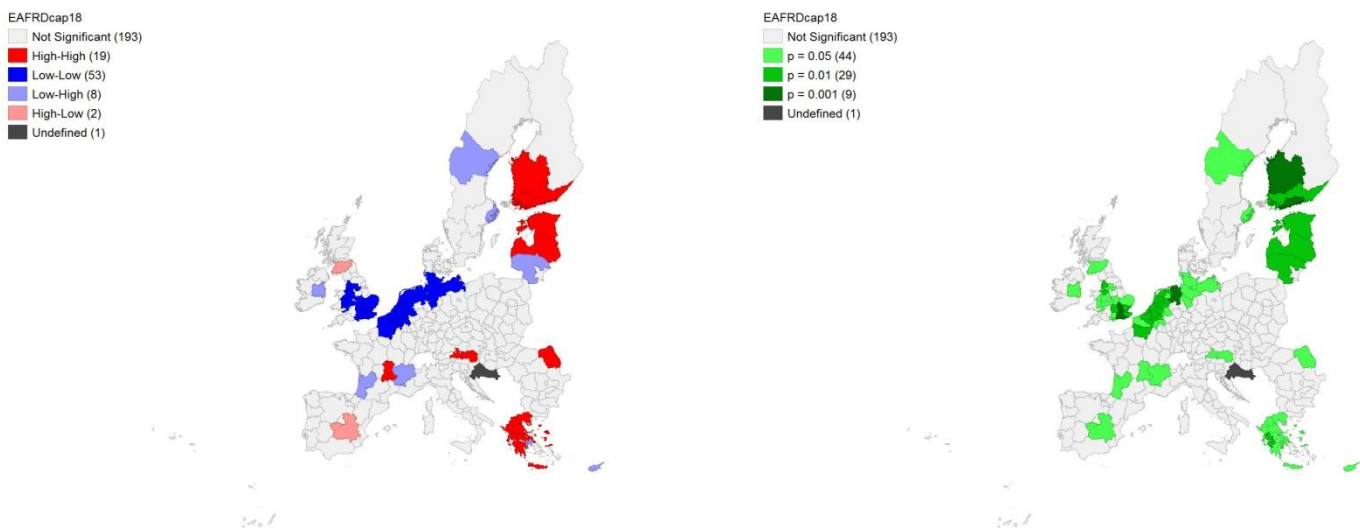 EAFRDcap18
Not Significant (193)
High-High (19)
Low-Low (53)
Low-High (8)
High-Low (2)
Undefined (1)
EAFRDcap18
Not Significant (193)
p = 0.05 (44)
p = 0.01 (29)
p = 0.001 (9)
Undefined (1)